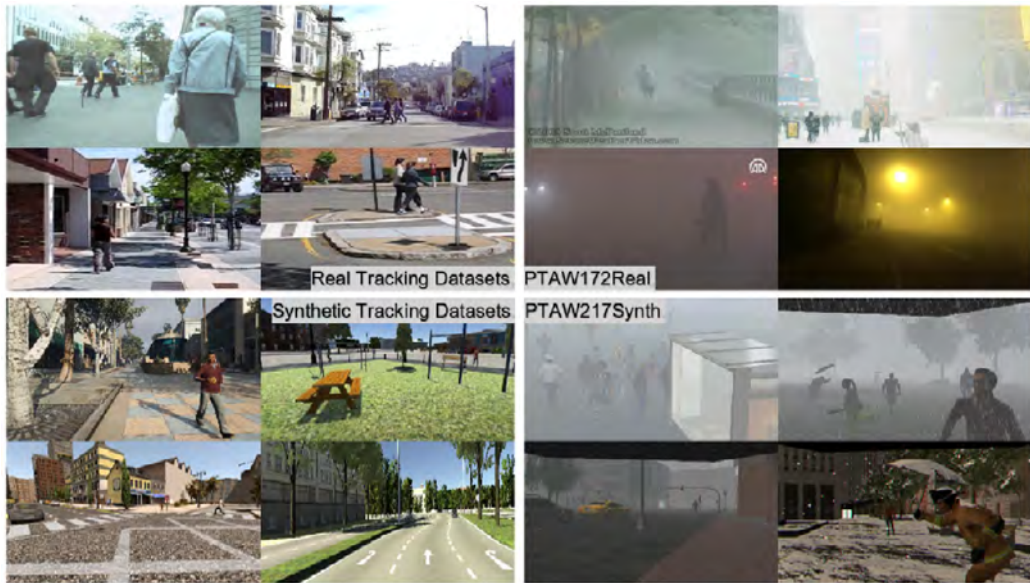 Real Tracking Datasets
PTAW172Real
Synthetic Tracking Datasets
PTAW217Synth